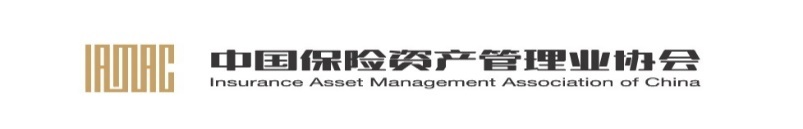 IAMAC
中国保险资产管理业协会
Insurance Asset Management Association of China